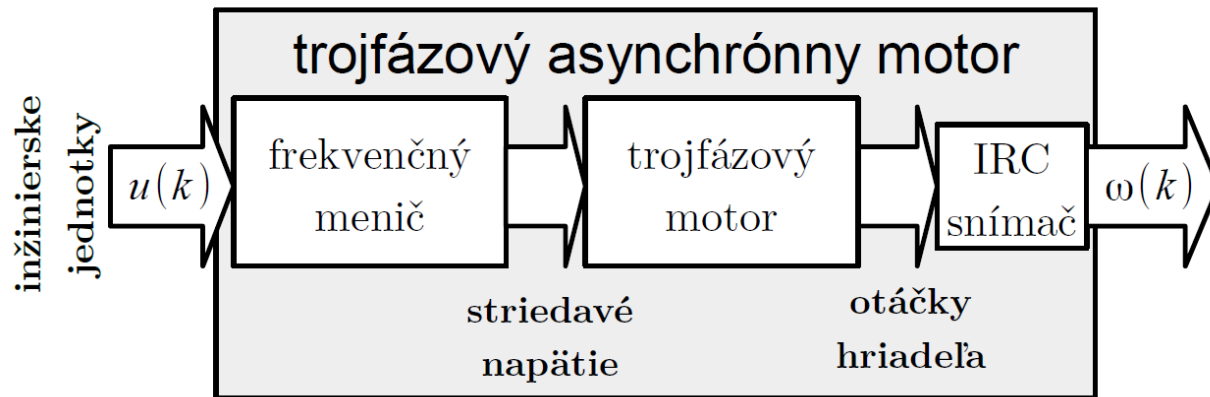 trojfázový asynchrónny motor
inžinierske
jednotky
u(k)
frekvenčný
menič
trojfázový
motor
IRC
snímač
ω(k)
striedavé
napätie
otáčky
hriadeľa